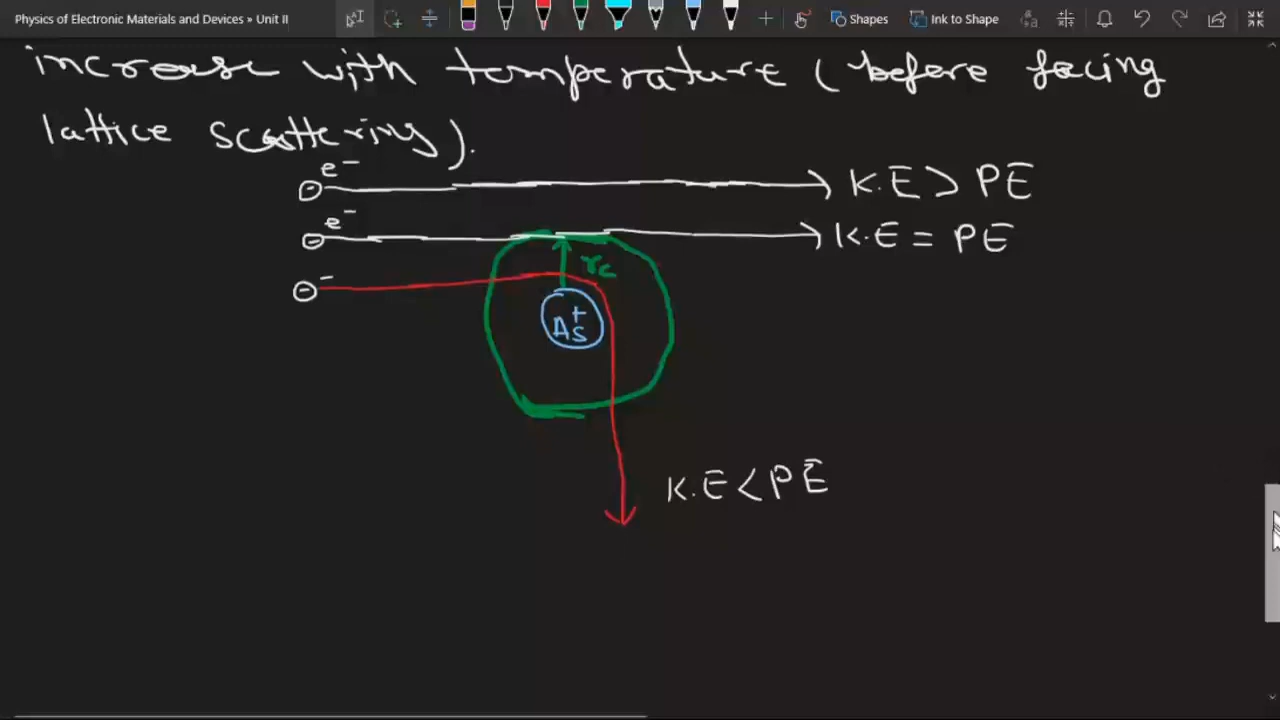 Physics of Electronic Materials and Devices » Unit II
Shapes
Ink to Shape
increase with temperature (before facing
lattice scattering).
e⁻
K.E > PE
e⁻
K.E = PE
rc
As⁺
K.E < PE